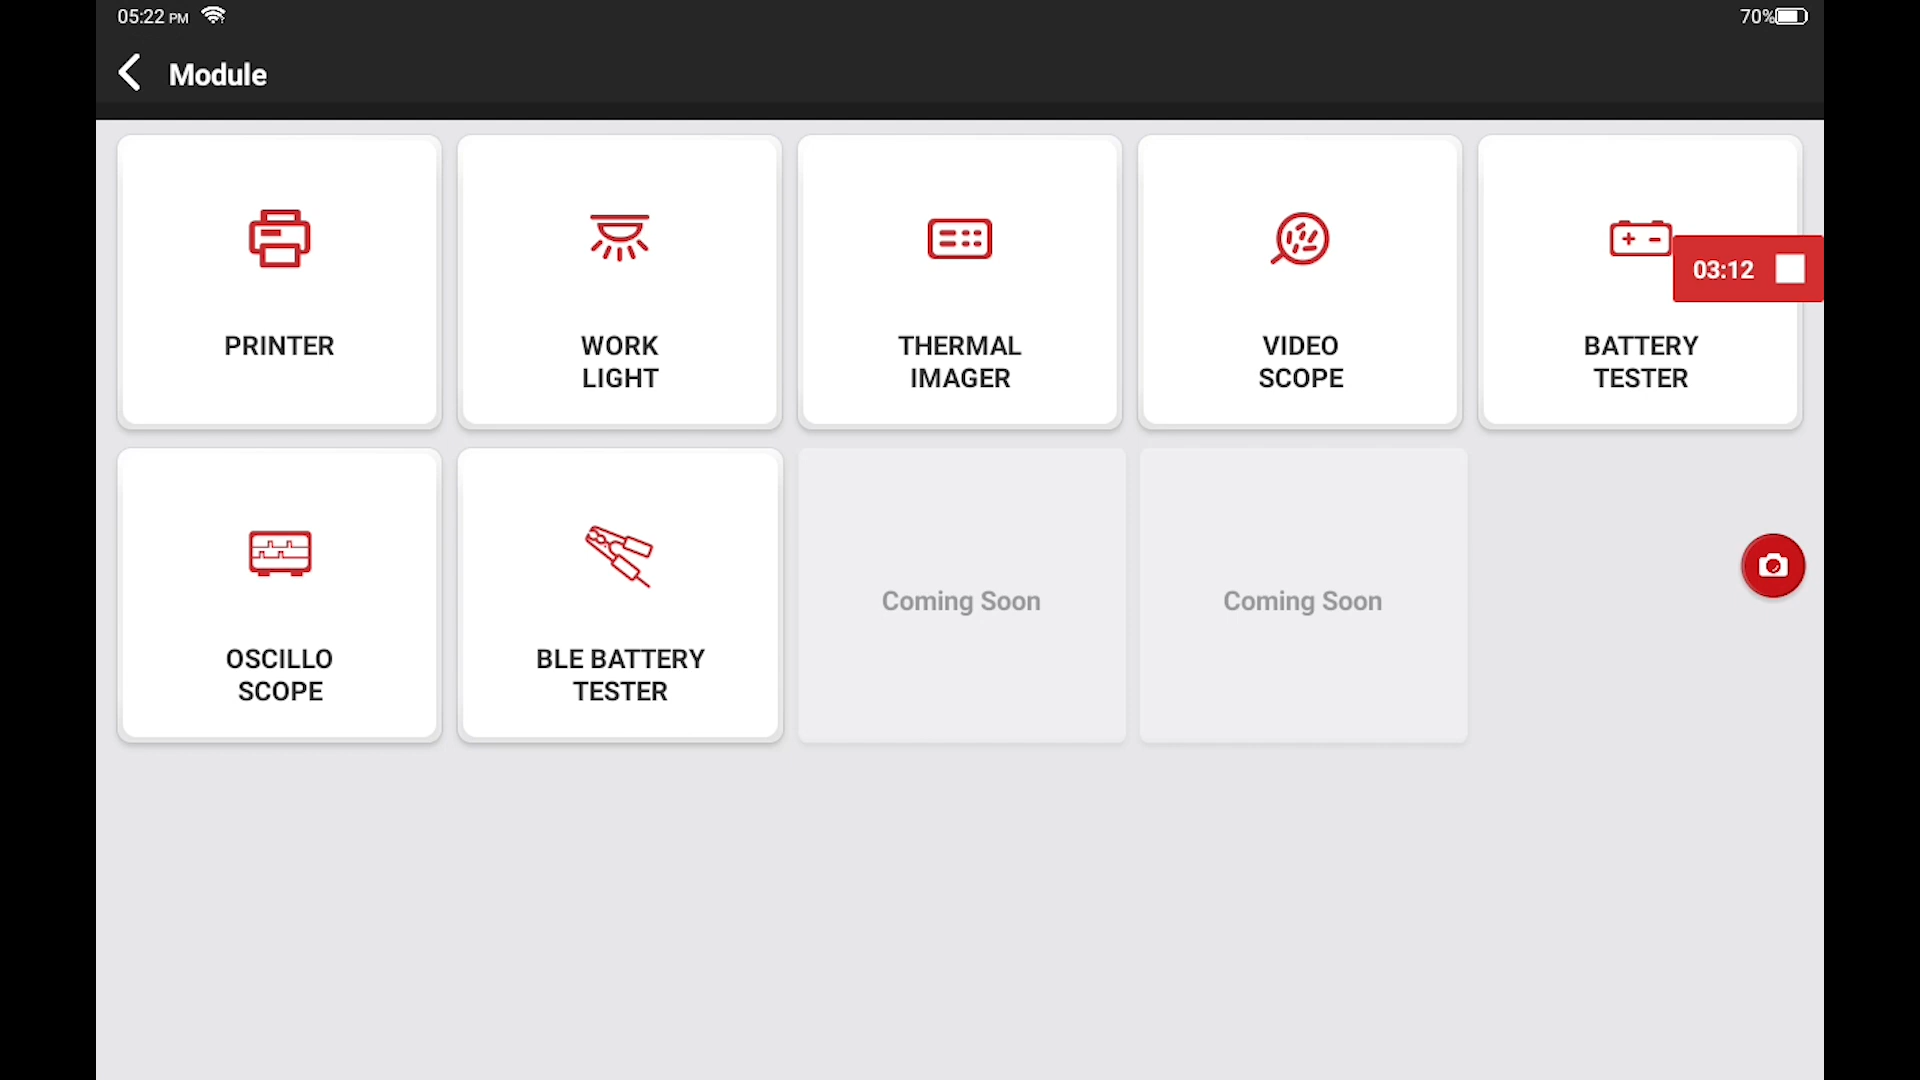 05:22 PM
70%
Module
PRINTER
WORK
LIGHT
THERMAL
IMAGER
VIDEO
SCOPE
BATTERY
TESTER
03:12
OSCILLO
SCOPE
BLE BATTERY
TESTER
Coming Soon
Coming Soon